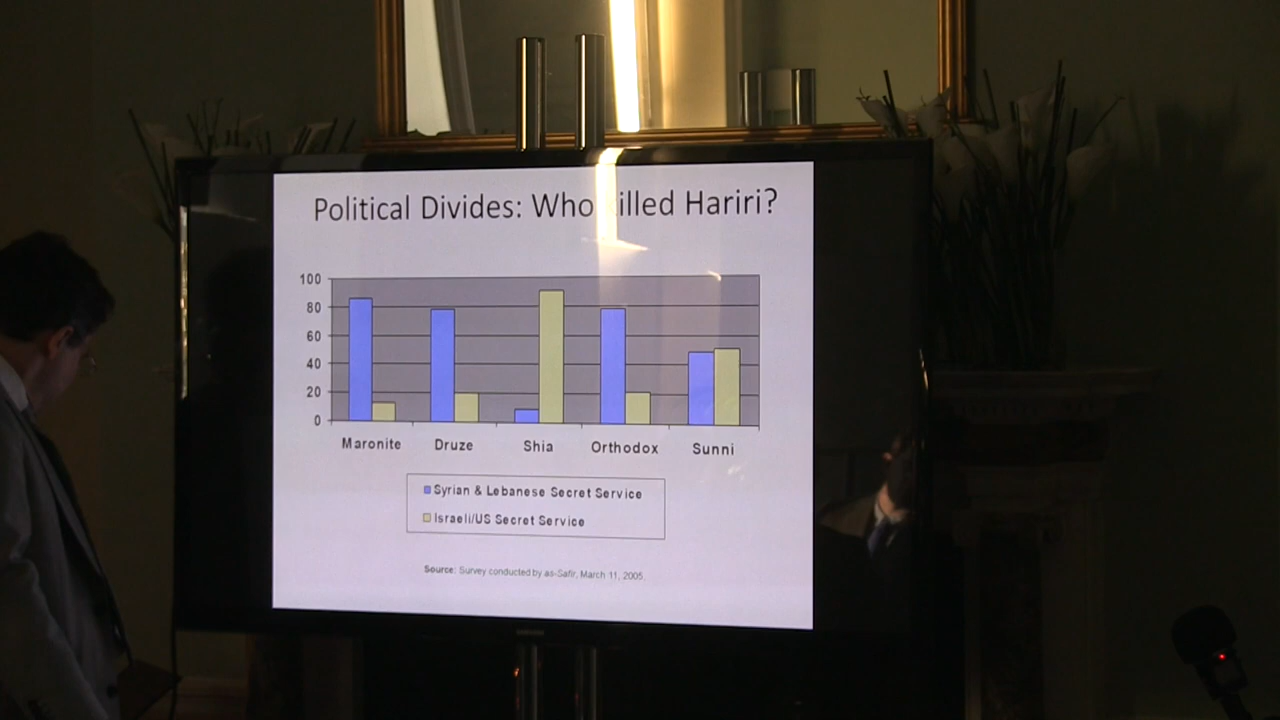 Political Divides: Who killed Hariri?
100
80
60
40
20
0
Maronite Druze Shia Orthodox Sunni
Syrian & Lebanese Secret Service
Israeli/US Secret Service
Source: Survey conducted by as-Safir, March 11, 2005.